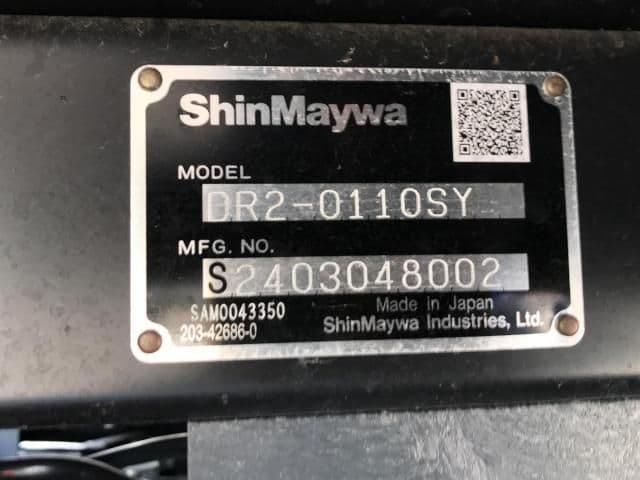 ShinMaywa
MODEL
DR2-0110SY
MFG. NO.
S2403048002
SAM0043350
203-42686-0
Made in Japan
ShinMaywa Industries, Ltd.